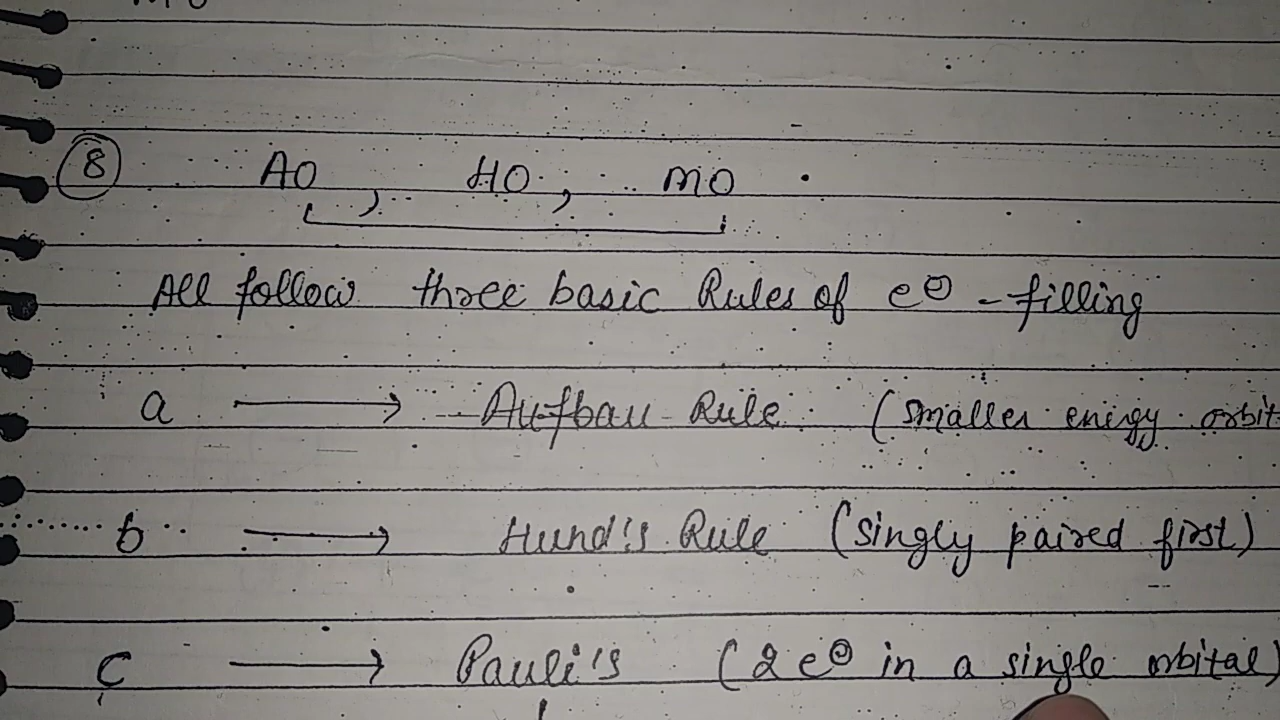 ⑧ AO , HO , MO .
All follow three basic Rules of e⊖ - filling
a → Aufbau Rule (smaller energy orbit
b → Hund's Rule (singly paired first)
c → Pauli's (2e⊖ in a single orbital)